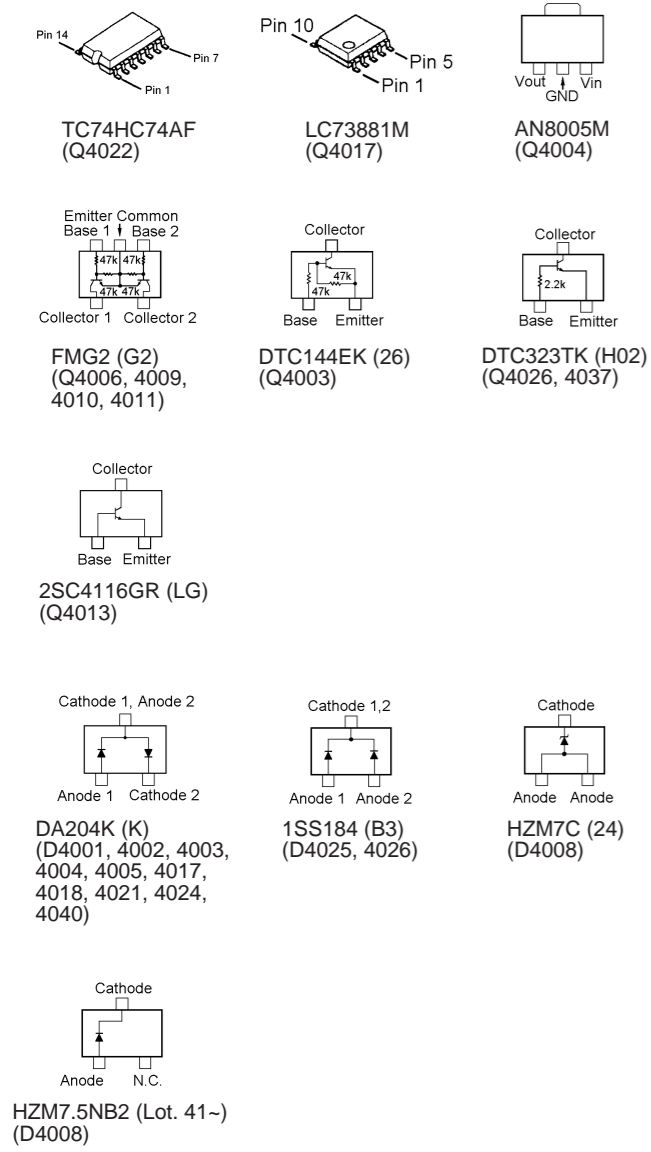 Pin 14
Pin 7
Pin 1
TC74HC74AF
(Q4022)
Pin 10
Pin 5
Pin 1
LC73881M
(Q4017)
Vout
GND
Vin
AN8005M
(Q4004)
Emitter Common
Base 1
Base 2
47k
47k
47k
47k
Collector 1
Collector 2
FMG2 (G2)
(Q4006, 4009,
4010, 4011)
Collector
47k
47k
Base
Emitter
DTC144EK (26)
(Q4003)
Collector
2.2k
Base
Emitter
DTC323TK (H02)
(Q4026, 4037)
Collector
Base
Emitter
2SC4116GR (LG)
(Q4013)
Cathode 1, Anode 2
Anode 1
Cathode 2
DA204K (K)
(D4001, 4002, 4003,
4004, 4005, 4017,
4018, 4021, 4024,
4040)
Cathode 1,2
Anode 1
Anode 2
1SS184 (B3)
(D4025, 4026)
Cathode
Anode
Anode
HZM7C (24)
(D4008)
Cathode
Anode
N.C.
HZM7.5NB2 (Lot. 41~)
(D4008)